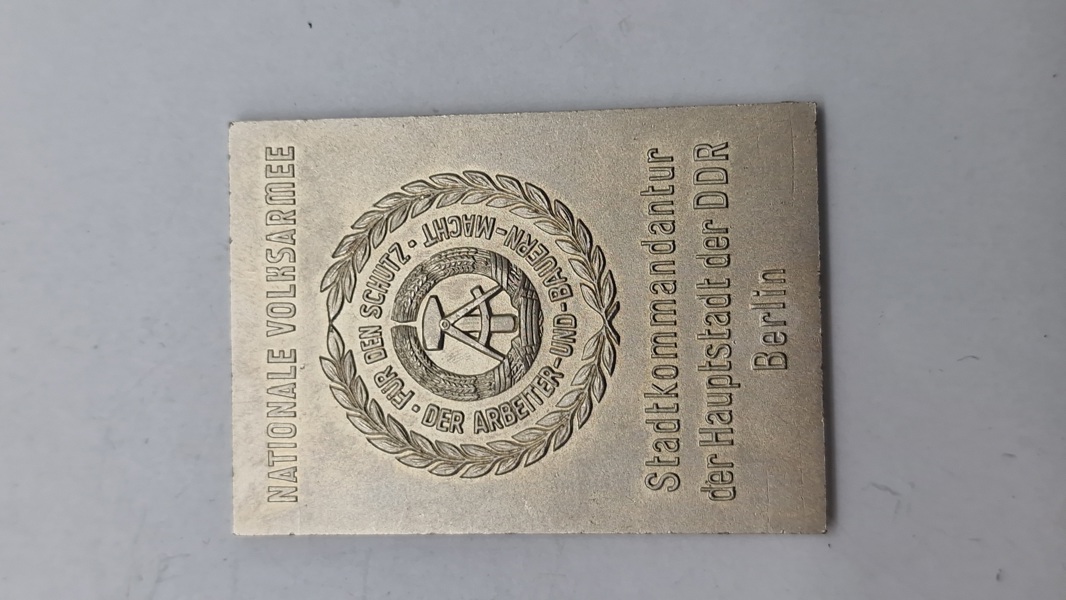 NATIONALE VOLKSARMEE
FÜR DEN SCHUTZ ·
DER ARBEITER-UND-BAUERN-MACHT ·
Stadtkommandantur
der Hauptstadt der DDR
Berlin